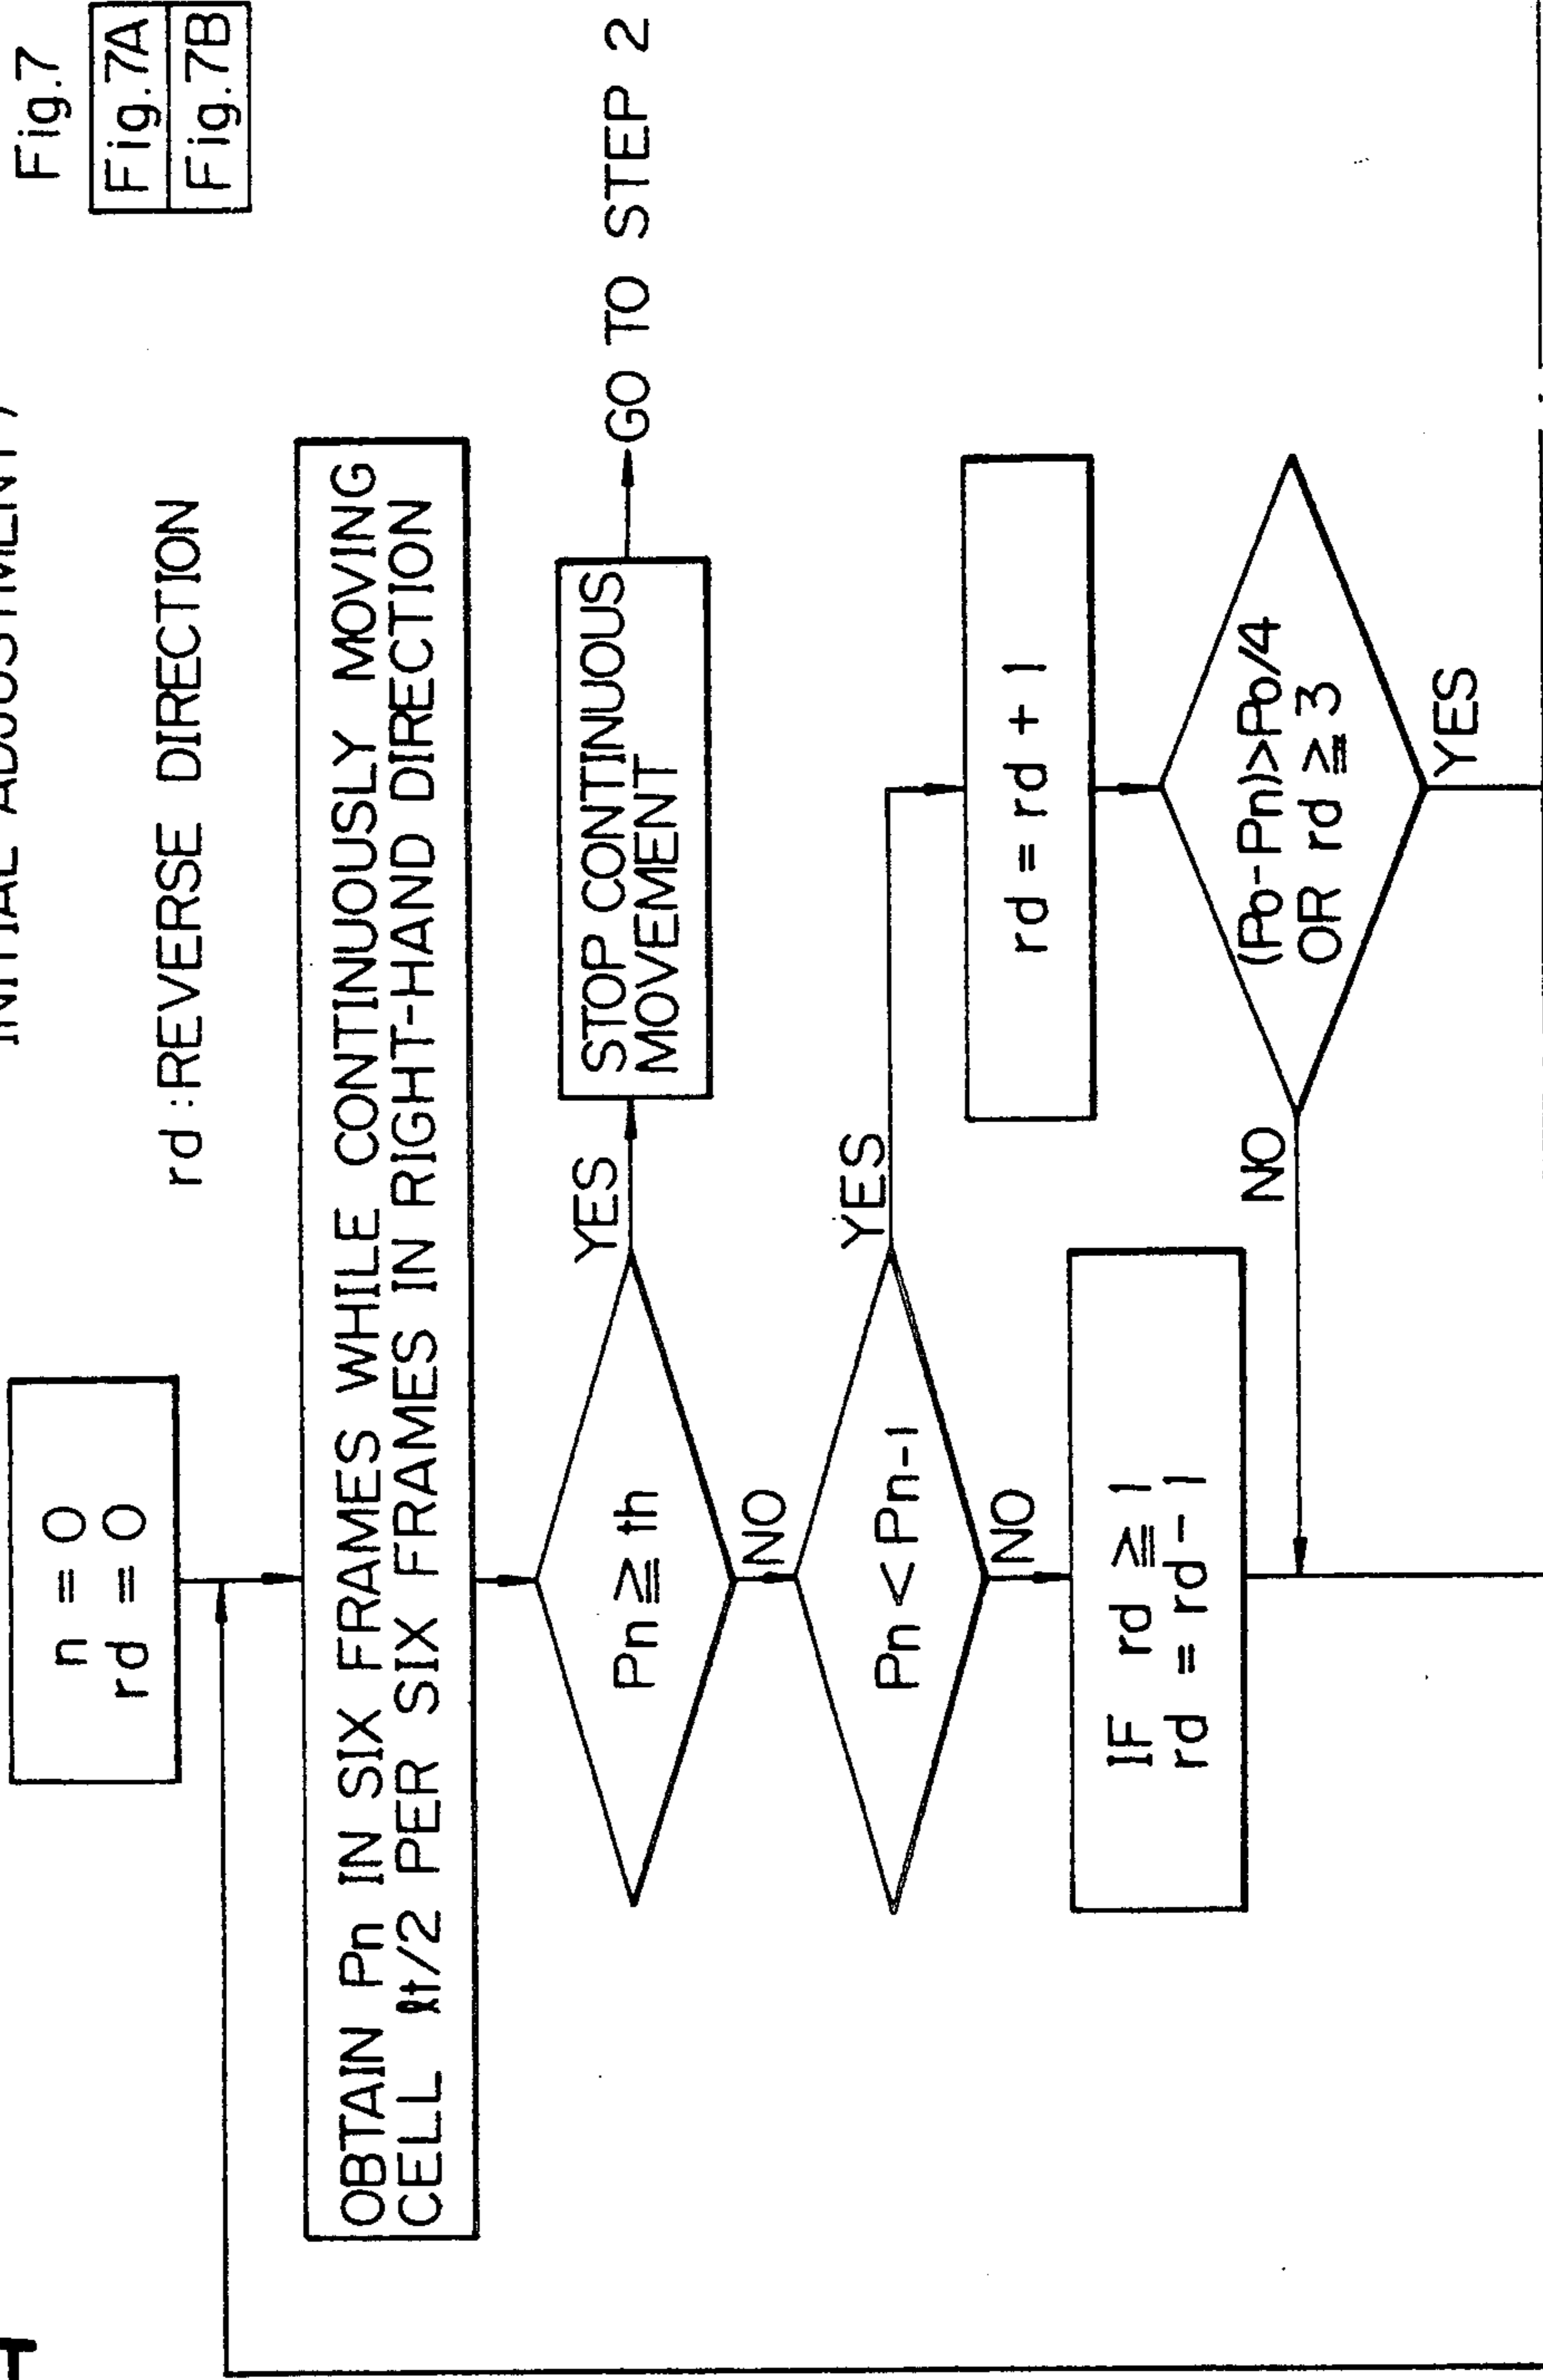 INITIAL ADJUSTMENT
Fig.7
Fig.7A
Fig.7B
rd : REVERSE DIRECTION
n = 0
rd = 0
OBTAIN Pn IN SIX FRAMES WHILE CONTINUOUSLY MOVING
CELL ℓt/2 PER SIX FRAMES IN RIGHT-HAND DIRECTION
Pn ≧ th
YES
STOP CONTINUOUS
MOVEMENT
GO TO STEP 2
NO
Pn < Pn-1
YES
rd = rd + 1
NO
IF rd ≧ 1
rd = rd - 1
(Po-Pn)>Po/4
OR rd ≧ 3
NO
YES